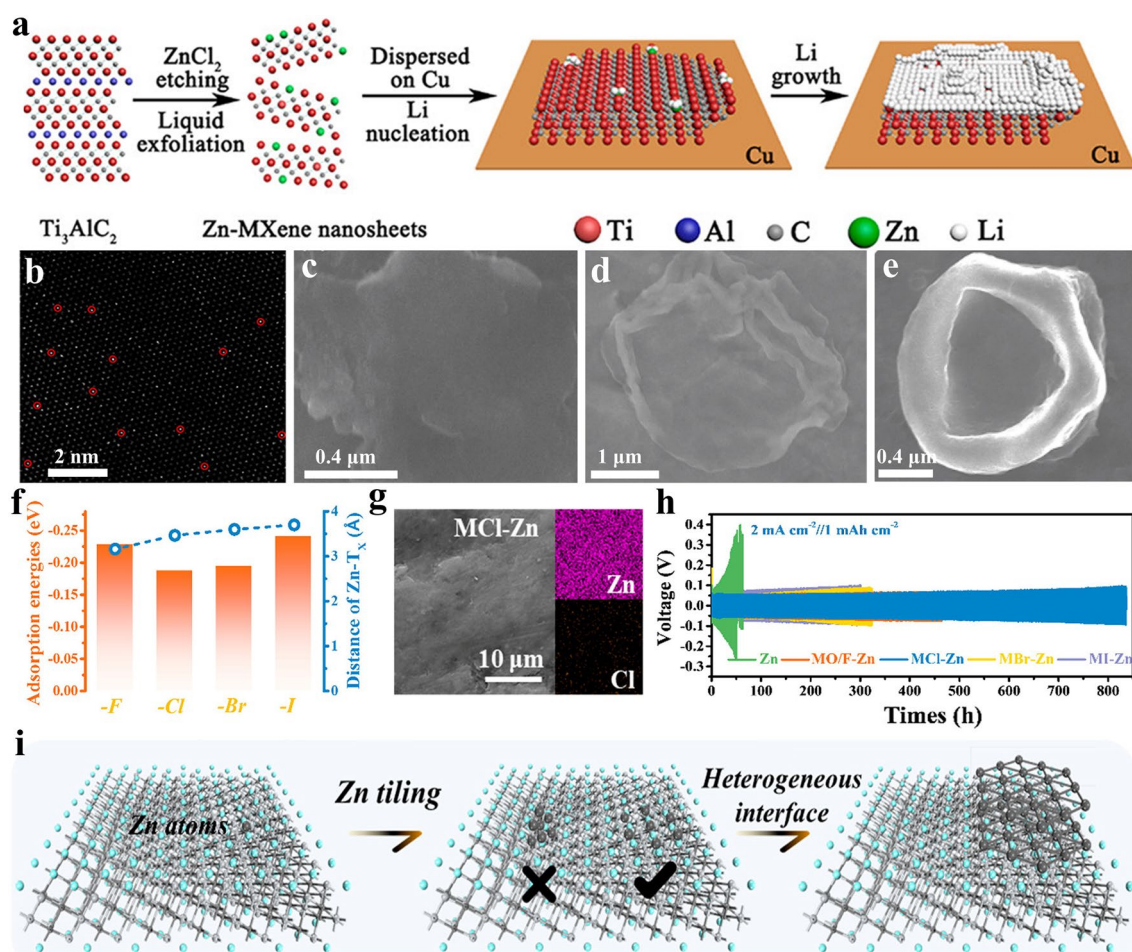 a
ZnCl2
etching
Liquid
exfoliation
Dispersed
on Cu
Li
nucleation
Li
growth
Cu
Cu
Ti3AlC2
Zn-MXene nanosheets
Ti
Al
C
Zn
Li
b
2 nm
c
0.4 μm
d
1 μm
e
0.4 μm
f
Adsorption energies (eV)
-0.25
-0.20
-0.15
-0.10
-0.05
0.00
-F
-Cl
-Br
-I
4
3
2
1
0
Distance of Zn-TX (Å)
g
MCl-Zn
10 μm
Zn
Cl
h
2 mA cm-2//1 mAh cm-2
Voltage (V)
0.4
0.3
0.2
0.1
0.0
-0.1
-0.2
-0.3
Zn
MO/F-Zn
MCl-Zn
MBr-Zn
MI-Zn
0
100
200
300
400
500
600
700
800
Times (h)
i
Zn atoms
Zn tiling
Heterogeneous
interface